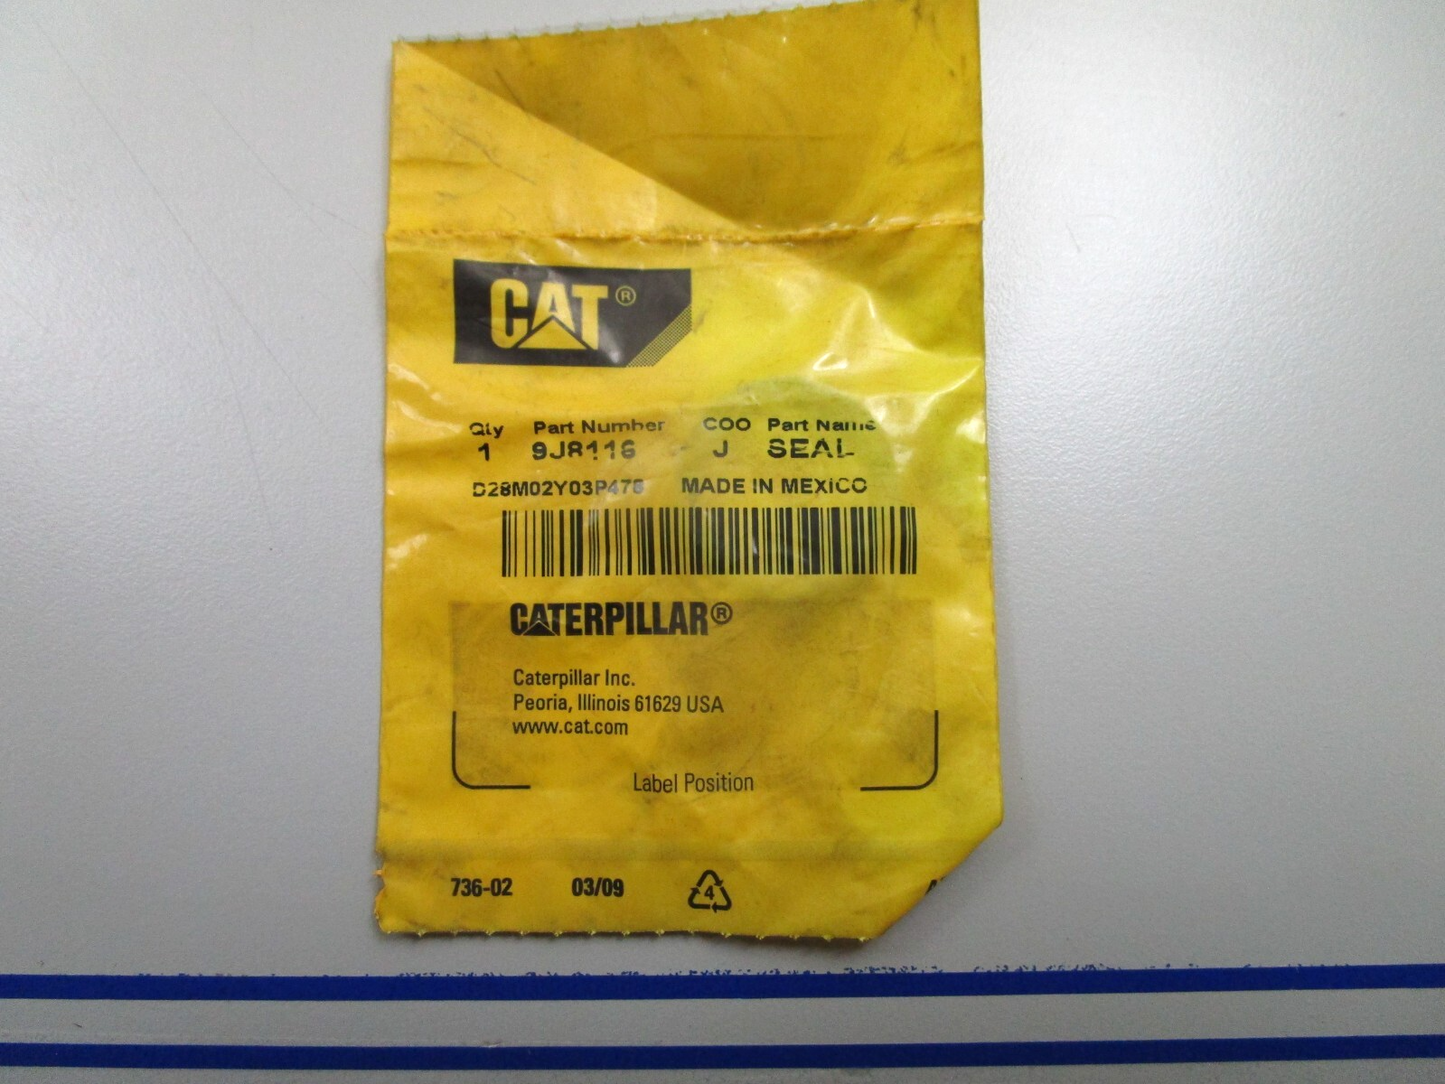 CAT®
Qty Part Number COO Part Name
1 9J8116 J SEAL
D28M02Y03P478 MADE IN MEXICO
CATERPILLAR®
Caterpillar Inc.
Peoria, Illinois 61629 USA
www.cat.com
Label Position
736-02 03/09 4